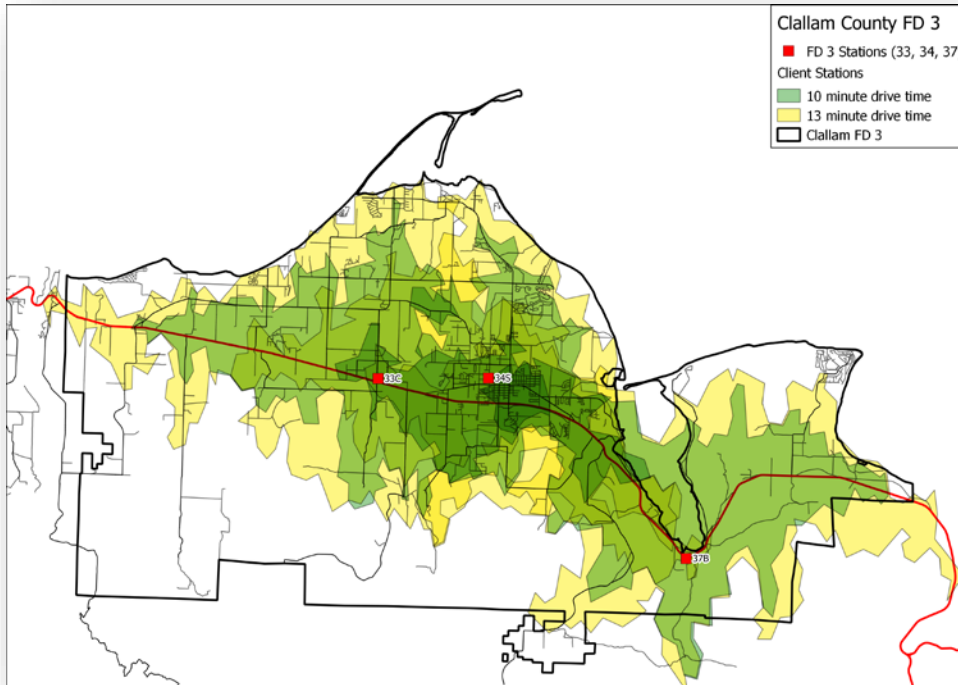 Clallam County FD 3
FD 3 Stations (33, 34, 37
Client Stations
10 minute drive time
13 minute drive time
Clallam FD 3
33C
34S
37B